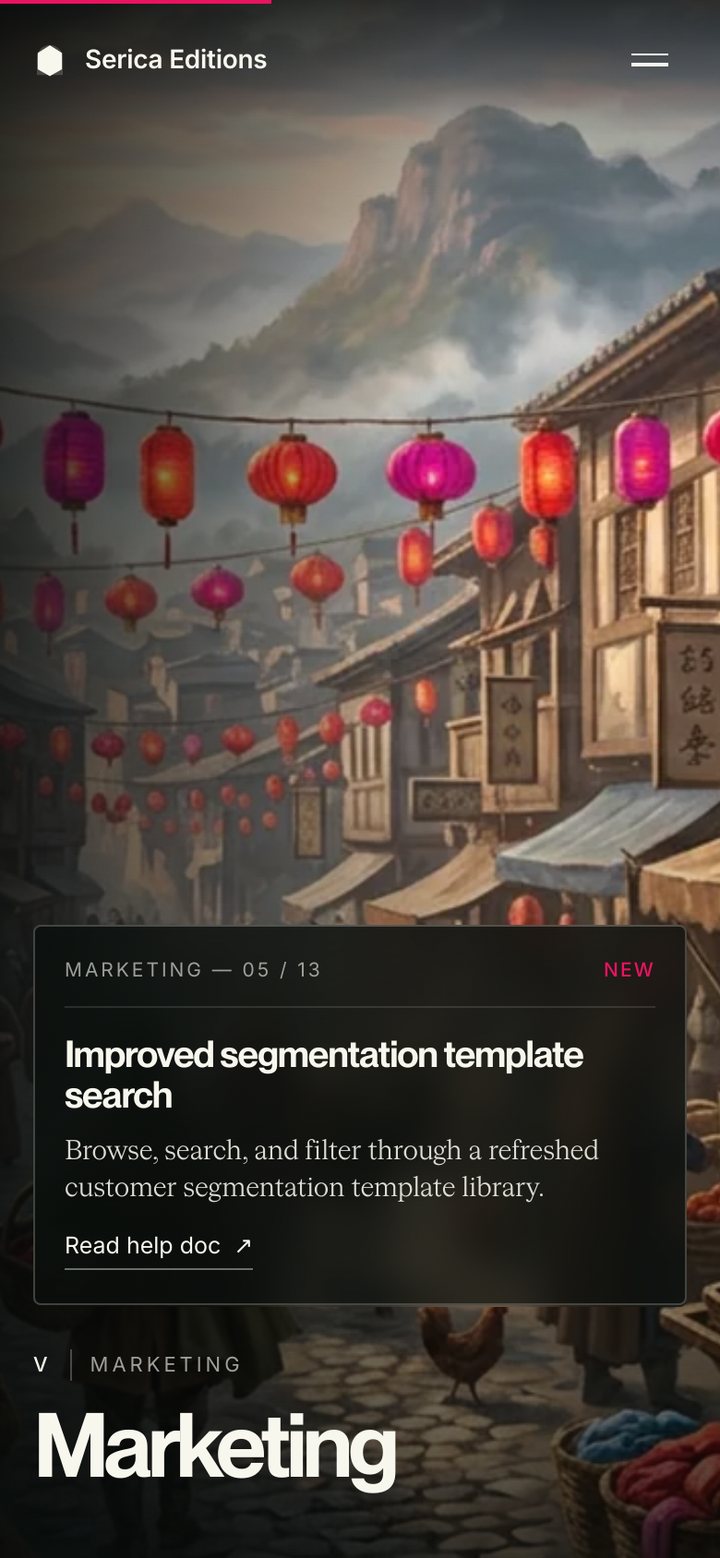 Serica Editions
MARKETING — 05 / 13
NEW
Improved segmentation template
search
Browse, search, and filter through a refreshed
customer segmentation template library.
Read help doc ↗
V
MARKETING
Marketing